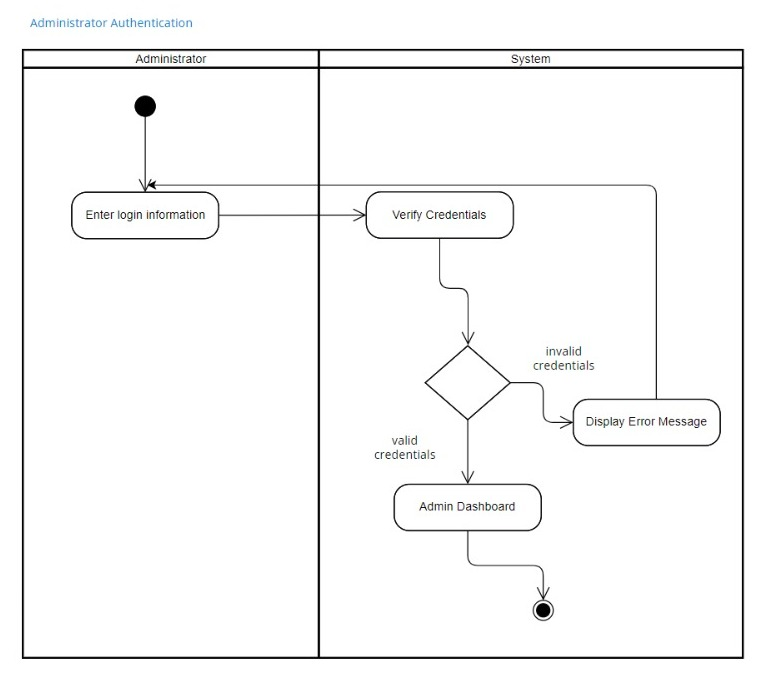 Administrator Authentication
Administrator
System
Enter login information
Verify Credentials
invalid
credentials
Display Error Message
valid
credentials
Admin Dashboard